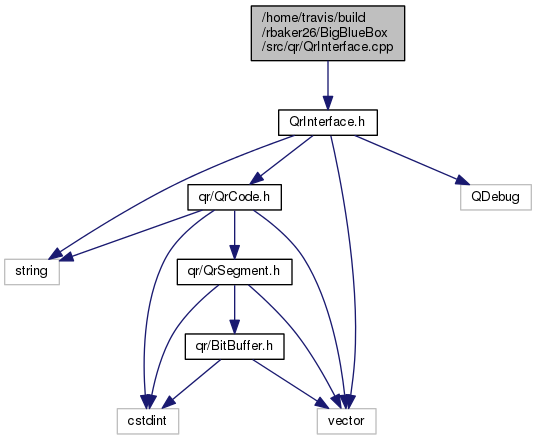 /home/travis/build
/rbaker26/BigBlueBox
/src/qr/QrInterface.cpp
QrInterface.h
qr/QrCode.h
QDebug
string
qr/QrSegment.h
qr/BitBuffer.h
cstdint
vector